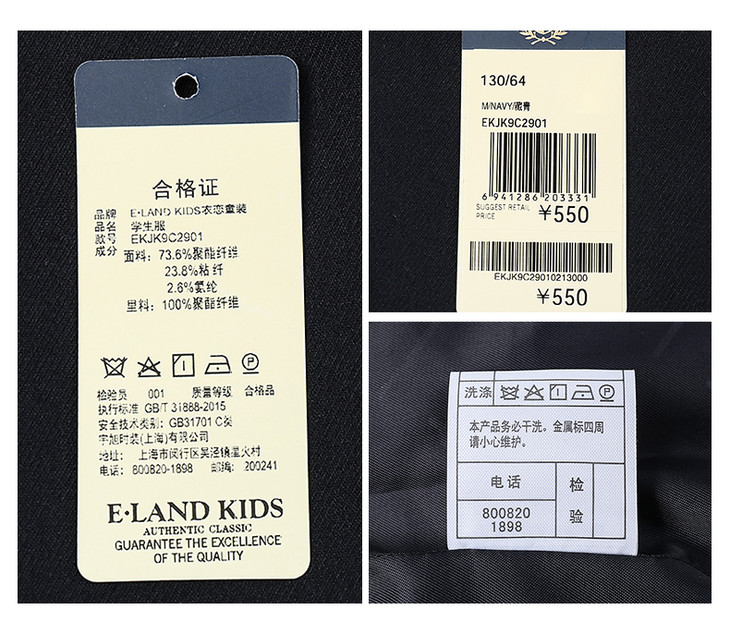 合格证
品牌 E·LAND KIDS衣恋童装
品名 学生服
款号 EKJK9C2901
成分 面料: 73.6%聚酯纤维
23.8%粘纤
2.6%氨纶
里料: 100%聚酯纤维
P
检验员 001 质量等级 合格品
执行标准 GB/T 31888-2015
安全技术类别: GB31701 C类
宇旭时装(上海)有限公司
地址: 上海市闵行区吴泾镇星火村
电话: 800820-1898 邮编: 200241
E·LAND KIDS
AUTHENTIC CLASSIC
GUARANTEE THE EXCELLENCE
OF THE QUALITY
130/64
M/NAVY/藏青
EKJK9C2901
6 941286 203331
SUGGEST RETAIL
PRICE ¥550
EKJK9C29010213000
¥550
洗涤 P
本产品务必干洗。金属标四周
请小心维护。
电话
检验
800820
1898